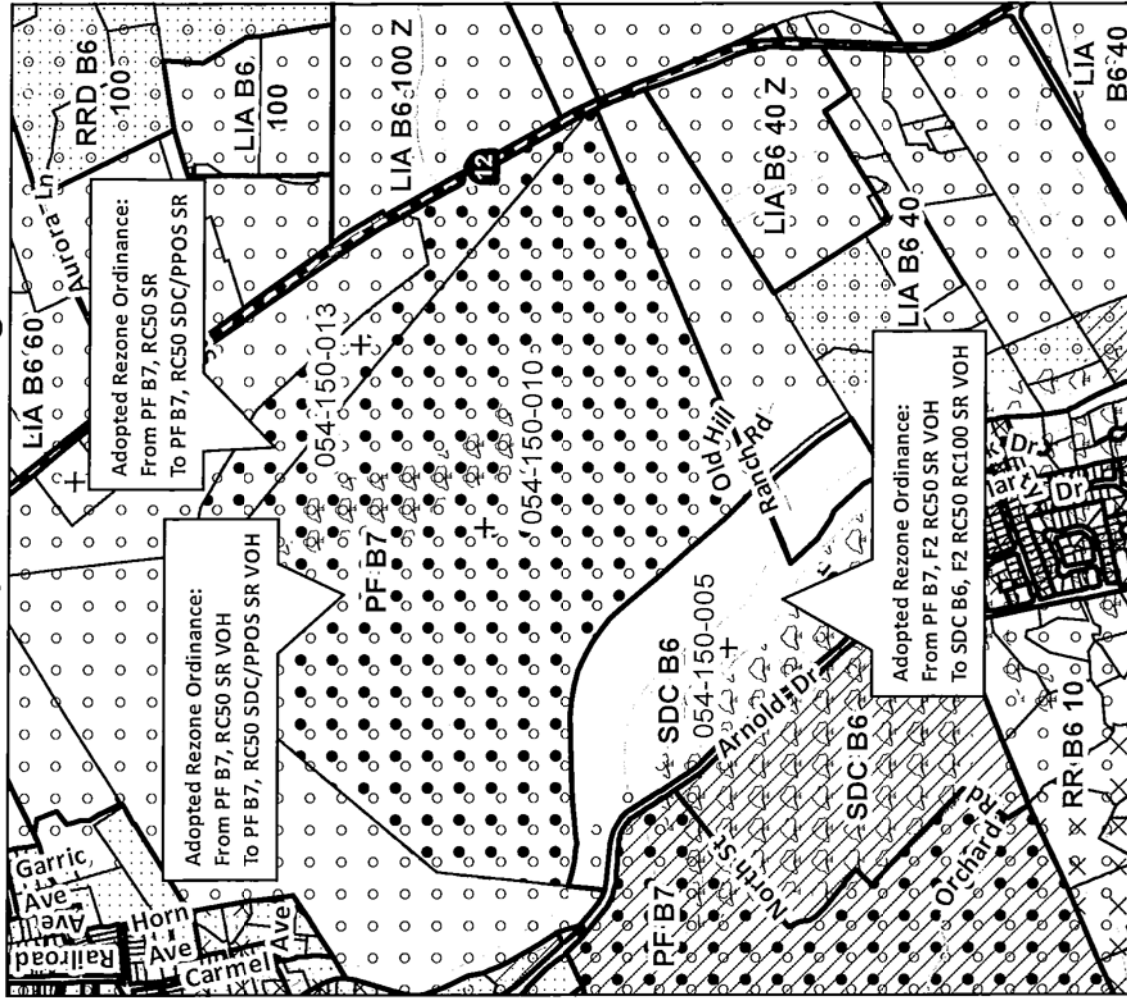 RRD B6
100
LIA B6
100
LIA B6 60
Aurora Ln
LIA B6 100 Z
12
Adopted Rezone Ordinance:
From PF B7, RC50 SR
To PF B7, RC50 SDC/PPOS SR
054-150-013
Adopted Rezone Ordinance:
From PF B7, RC50 SR VOH
To PF B7, RC50 SDC/PPOS SR VOH
PF B7
054-150-010
Garric
Ave
Ave
Railroad
Horn
Ave
Carmel
Ave
LIA B6 40 Z
LIA B6 40
LIA
B6 40
Old Hill
Ranch Rd
SDC B6
054-150-005
Arnold Dr
PF B7
North St
SDC B6
Orchard Rd
Adopted Rezone Ordinance:
From PF B7, F2 RC50 SR VOH
To SDC B6, F2 RC50 RC100 SR VOH
Dr
Dr
RR B6 10